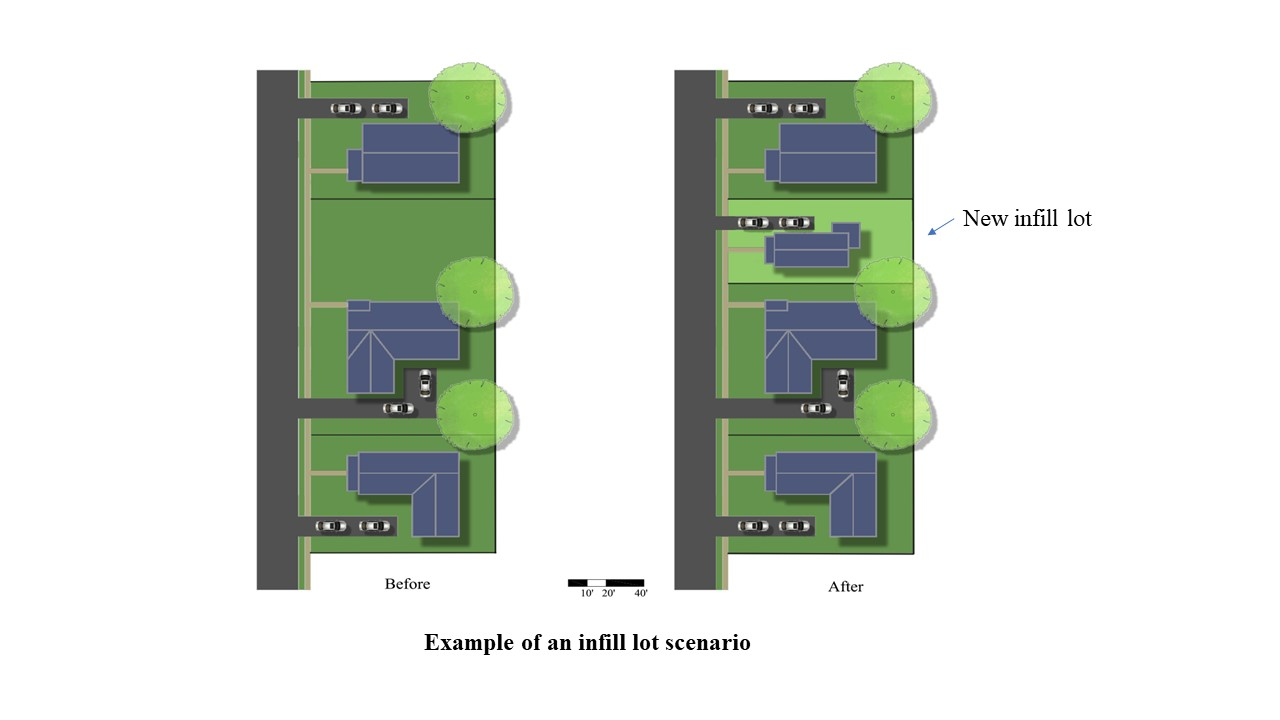 New infill lot
Before
10' 20' 40'
After
Example of an infill lot scenario